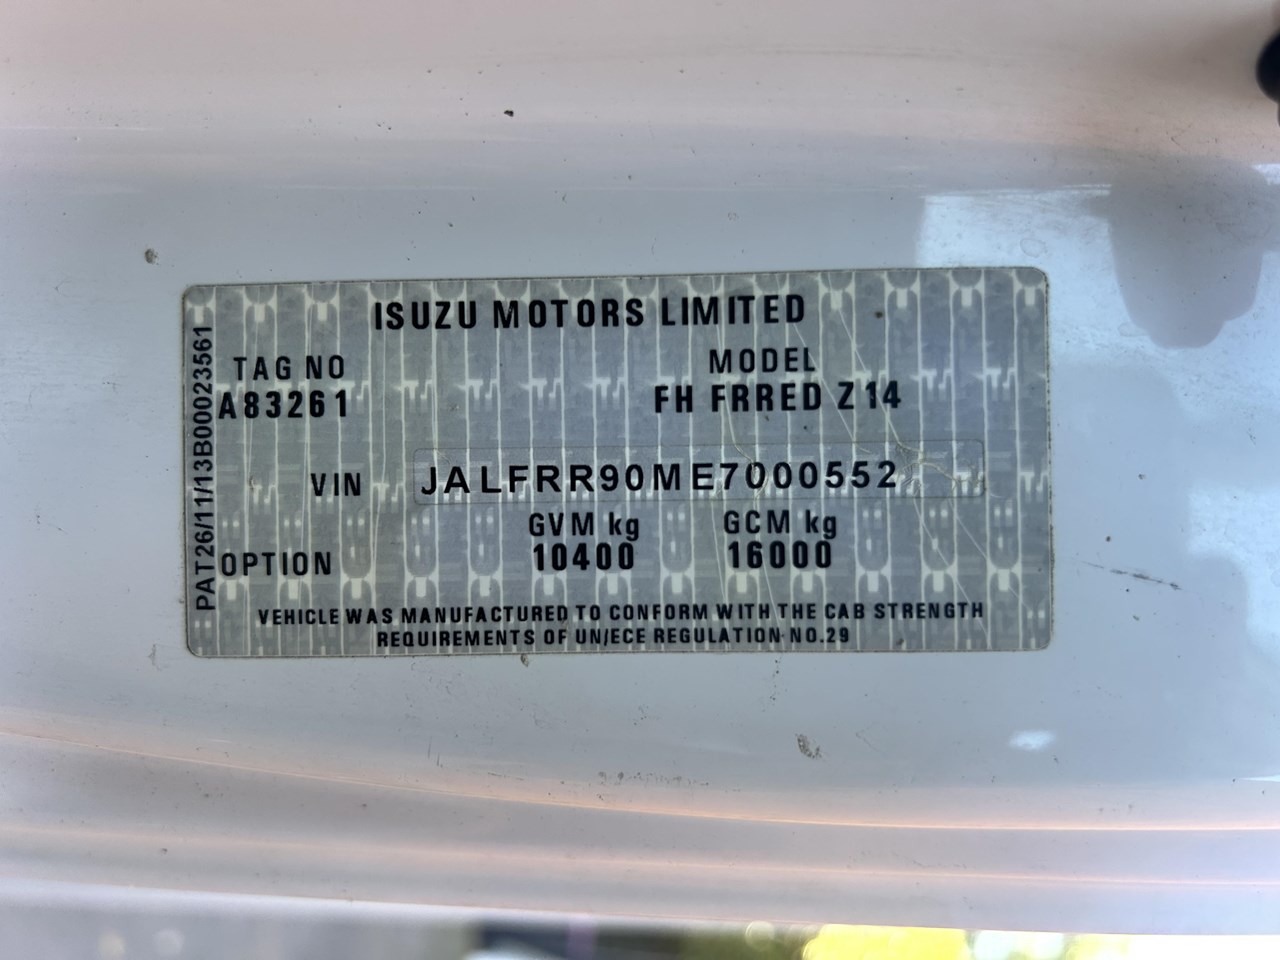 ISUZU MOTORS LIMITED
TAG NO
MODEL
A83261
FH FRRED Z14
VIN
JALFRR90ME7000552
GVM kg
GCM kg
OPTION
10400
16000
VEHICLE WAS MANUFACTURED TO CONFORM WITH THE CAB STRENGTH
REQUIREMENTS OF UN/ECE REGULATION NO.29
PAT26/11/13B00023561